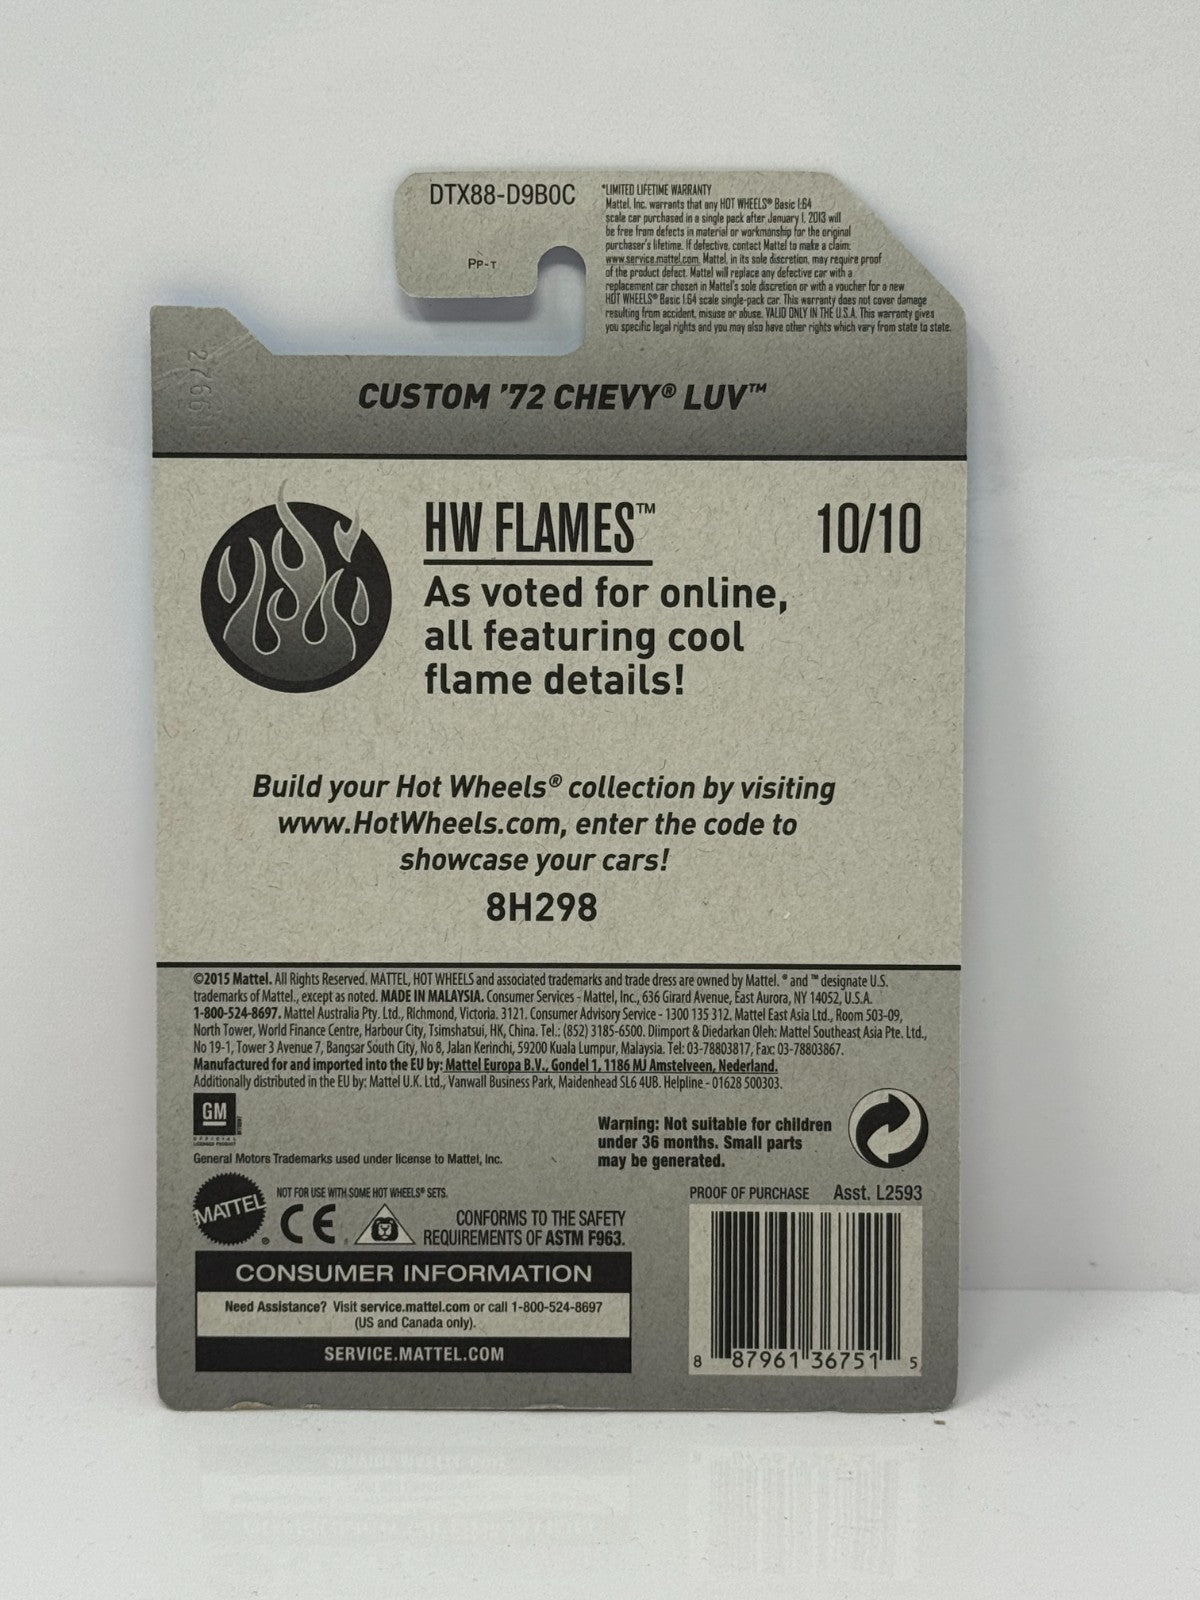 DTX88-D9B0C
PP-T
*LIMITED LIFETIME WARRANTY
Mattel, Inc. warrants that any HOT WHEELS® Basic 1:64
scale car purchased in a single pack after January 1, 2013 will
be free from defects in material or workmanship for the original
purchaser's lifetime. If defective, contact Mattel to make a claim:
www.service.mattel.com. Mattel, in its sole discretion, may require proof
of the product defect. Mattel will replace any defective car with a
replacement car chosen in Mattel's sole discretion or with a voucher for a new
HOT WHEELS® Basic 1:64 scale single-pack car. This warranty does not cover damage
resulting from accident, misuse or abuse. VALID ONLY IN THE U.S.A. This warranty gives
you specific legal rights and you may also have other rights which vary from state to state.
CUSTOM '72 CHEVY® LUV™
HW FLAMES™
10/10
As voted for online,
all featuring cool
flame details!
Build your Hot Wheels® collection by visiting
www.HotWheels.com, enter the code to
showcase your cars!
8H298
©2015 Mattel. All Rights Reserved. MATTEL, HOT WHEELS and associated trademarks and trade dress are owned by Mattel. ® and ™ designate U.S.
trademarks of Mattel., except as noted. MADE IN MALAYSIA. Consumer Services - Mattel, Inc., 636 Girard Avenue, East Aurora, NY 14052, U.S.A.
1-800-524-8697. Mattel Australia Pty. Ltd., Richmond, Victoria. 3121. Consumer Advisory Service - 1300 135 312. Mattel East Asia Ltd., Room 503-09,
North Tower, World Finance Centre, Harbour City, Tsimshatsui, HK, China. Tel.: (852) 3185-6500. Diimport & Diedarkan Oleh: Mattel Southeast Asia Pte. Ltd.,
No 19-1, Tower 3 Avenue 7, Bangsar South City, No 8, Jalan Kerinchi, 59200 Kuala Lumpur, Malaysia. Tel: 03-78803817, Fax: 03-78803867.
Manufactured for and imported into the EU by: Mattel Europa B.V., Gondel 1, 1186 MJ Amstelveen, Nederland.
Additionally distributed in the EU by: Mattel U.K. Ltd., Vanwall Business Park, Maidenhead SL6 4UB. Helpline - 01628 500303.
GM
OFFICIAL
LICENSED PRODUCT
General Motors Trademarks used under license to Mattel, Inc.
Warning: Not suitable for children
under 36 months. Small parts
may be generated.
MATTEL®
NOT FOR USE WITH SOME HOT WHEELS® SETS.
CE
CONFORMS TO THE SAFETY
REQUIREMENTS OF ASTM F963.
PROOF OF PURCHASE Asst. L2593
CONSUMER INFORMATION
Need Assistance? Visit service.mattel.com or call 1-800-524-8697
(US and Canada only).
SERVICE.MATTEL.COM
8 87961 36751 5